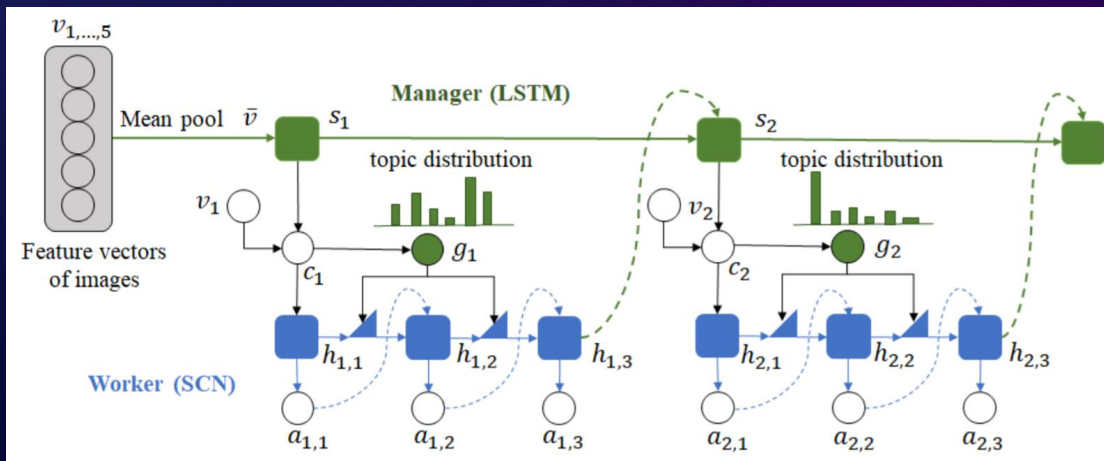 v₁,...,₅
Manager (LSTM)
Mean pool v̄
s₁
s₂
topic distribution
topic distribution
v₁
v₂
Feature vectors
of images
c₁
g₁
c₂
g₂
h₁,₁
h₁,₂
h₁,₃
h₂,₁
h₂,₂
h₂,₃
Worker (SCN)
a₁,₁
a₁,₂
a₁,₃
a₂,₁
a₂,₂
a₂,₃